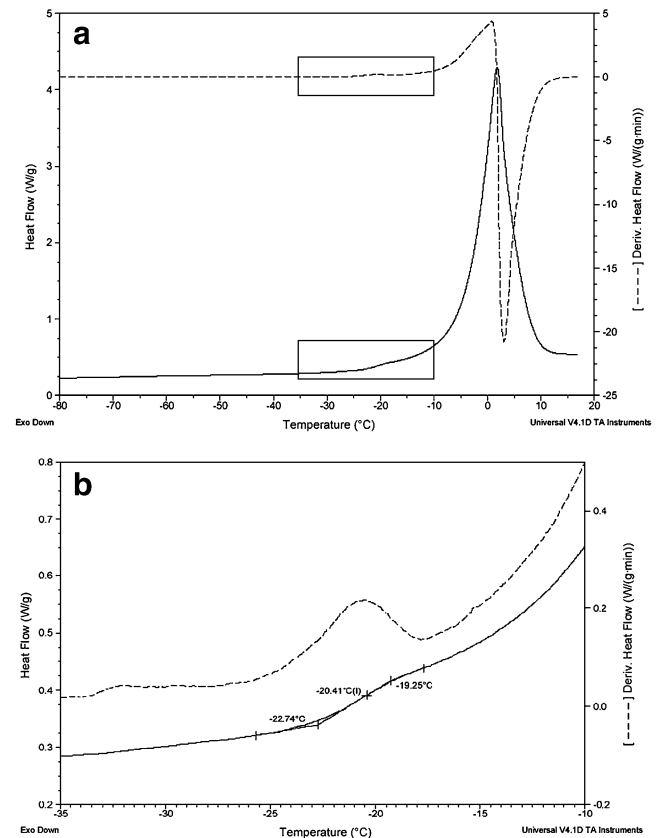 a
5
4
3
2
1
0
Heat Flow (W/g)
5
0
-5
-10
-15
-20
-25
[ ---- ] Deriv. Heat Flow (W/(g·min))
-80 -70 -60 -50 -40 -30 -20 -10 0 10 20
Exo Down
Temperature (°C)
Universal V4.1D TA Instruments
b
0.8
0.7
0.6
0.5
0.4
0.3
0.2
Heat Flow (W/g)
-20.41°C(I)
-19.25°C
-22.74°C
0.4
0.2
0.0
-0.2
[ ---- ] Deriv. Heat Flow (W/(g·min))
-35 -30 -25 -20 -15 -10
Exo Down
Temperature (°C)
Universal V4.1D TA Instruments